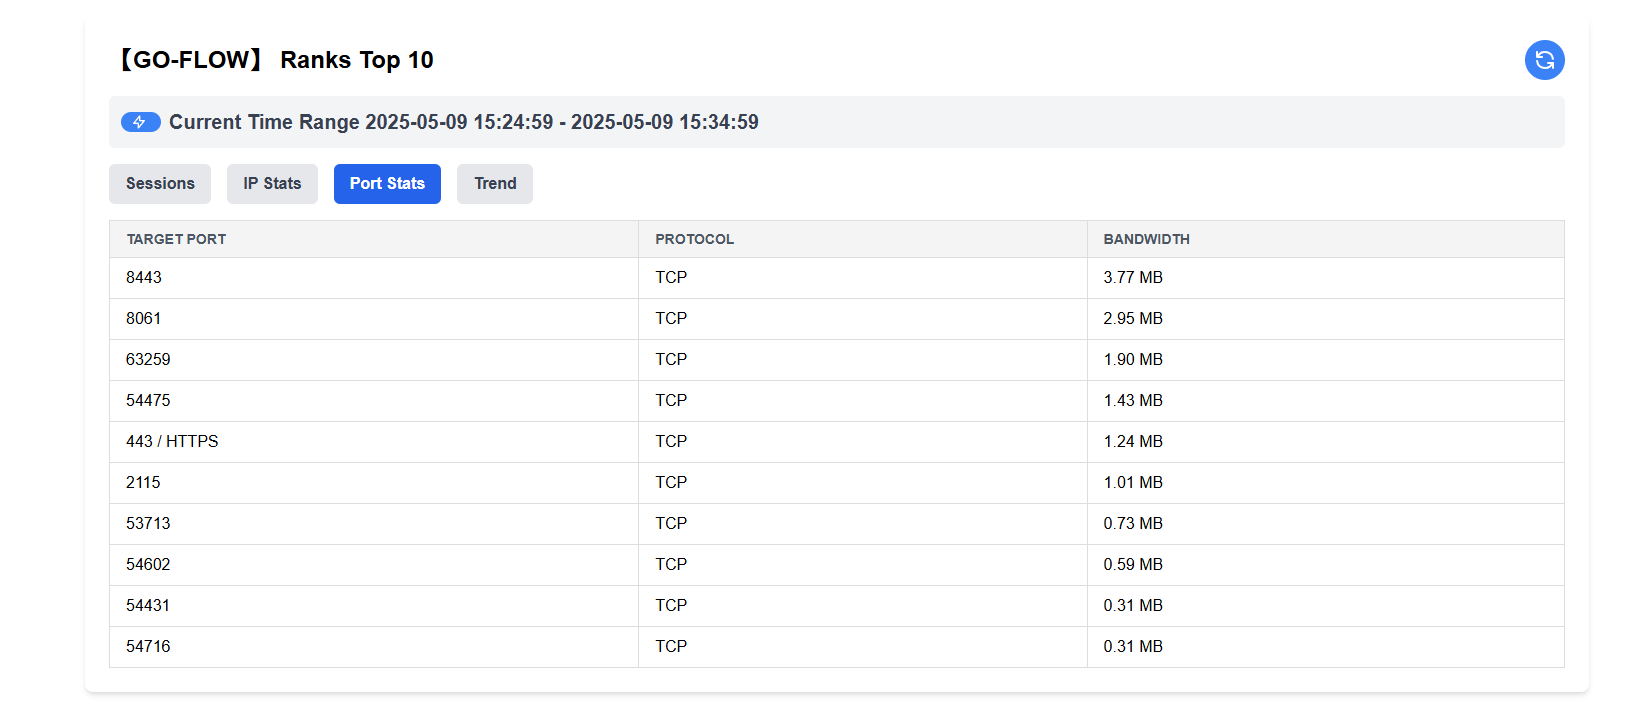 【GO-FLOW】 Ranks Top 10
Current Time Range 2025-05-09 15:24:59 - 2025-05-09 15:34:59
Sessions IP Stats Port Stats Trend
TARGET PORT PROTOCOL BANDWIDTH
8443 TCP 3.77 MB
8061 TCP 2.95 MB
63259 TCP 1.90 MB
54475 TCP 1.43 MB
443 / HTTPS TCP 1.24 MB
2115 TCP 1.01 MB
53713 TCP 0.73 MB
54602 TCP 0.59 MB
54431 TCP 0.31 MB
54716 TCP 0.31 MB